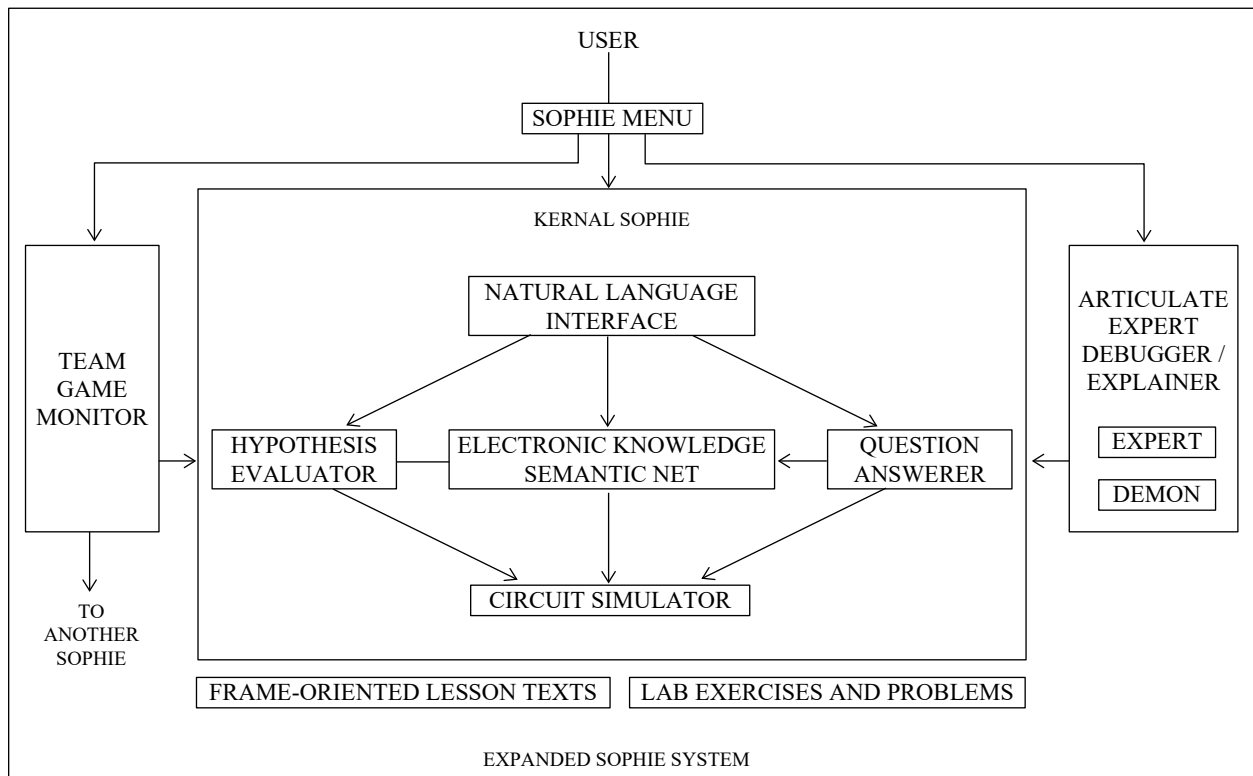 USER
SOPHIE MENU
KERNAL SOPHIE
NATURAL LANGUAGE
INTERFACE
TEAM
GAME
MONITOR
ARTICULATE
EXPERT
DEBUGGER /
EXPLAINER
EXPERT
DEMON
HYPOTHESIS
EVALUATOR
ELECTRONIC KNOWLEDGE
SEMANTIC NET
QUESTION
ANSWERER
CIRCUIT SIMULATOR
TO
ANOTHER
SOPHIE
FRAME-ORIENTED LESSON TEXTS
LAB EXERCISES AND PROBLEMS
EXPANDED SOPHIE SYSTEM